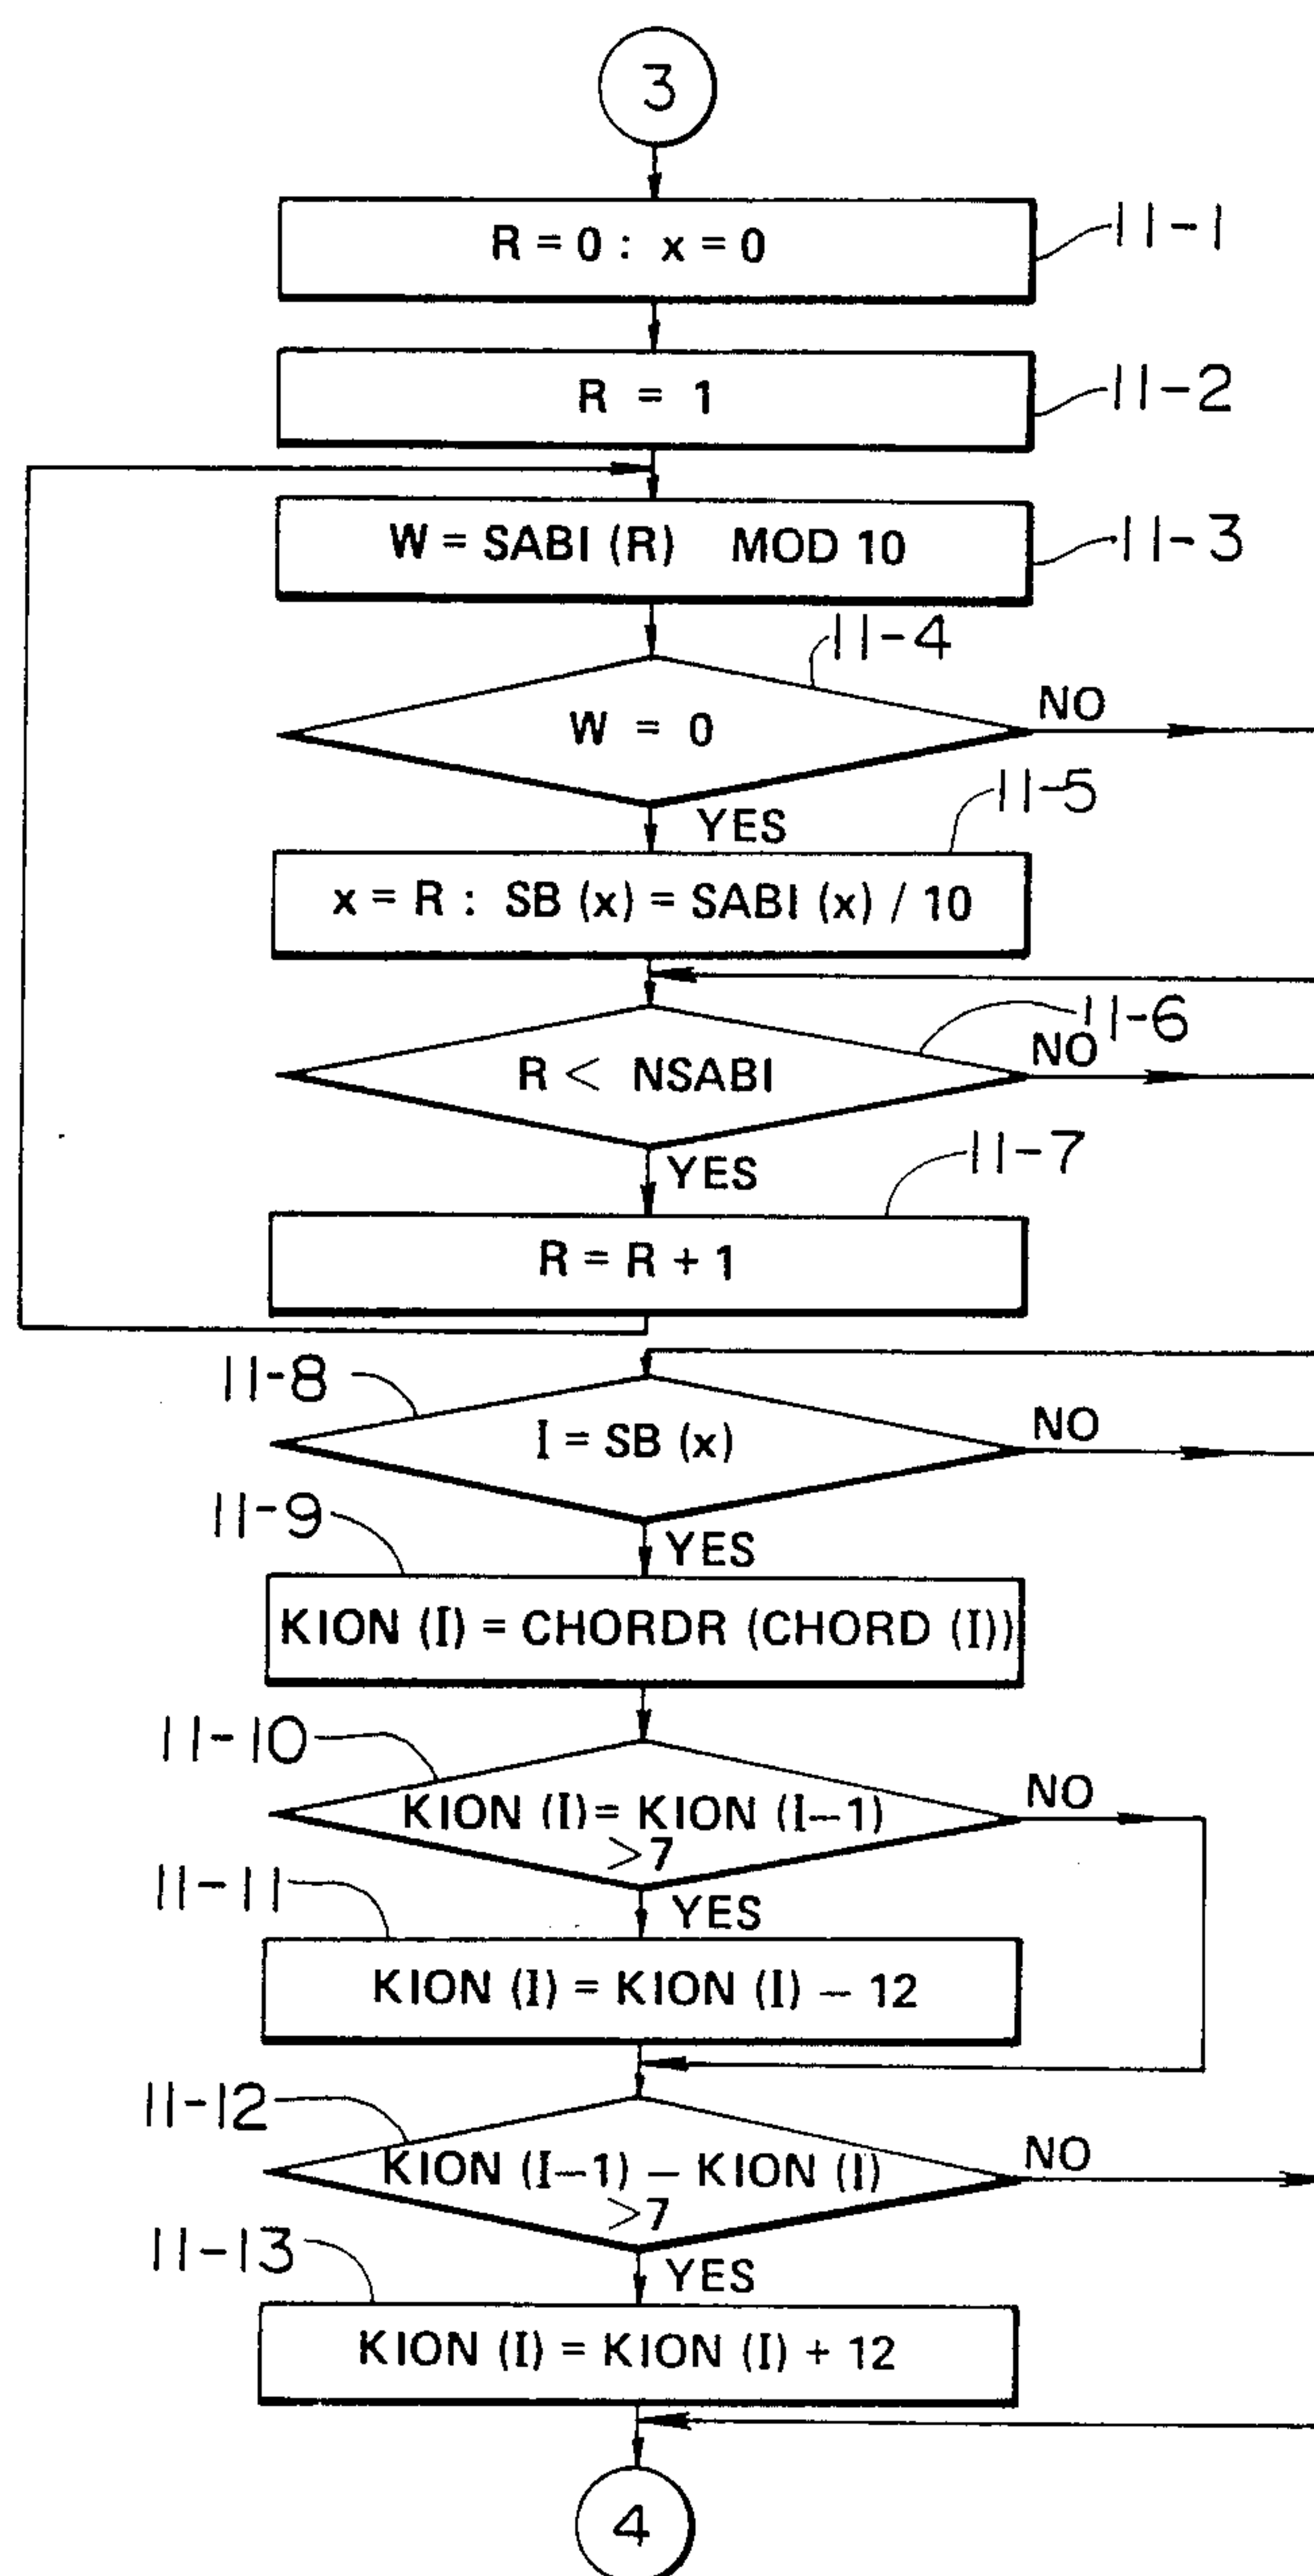 3
R = 0 : x = 0
11-1
R = 1
11-2
W = SABI (R) MOD 10
11-3
11-4
W = 0
NO
YES
11-5
x = R : SB (x) = SABI (x) / 10
11-6
R < NSABI
NO
YES
11-7
R = R + 1
11-8
I = SB (x)
NO
YES
11-9
KION (I) = CHORDR (CHORD (I))
11-10
KION (I) = KION (I-1)
>7
NO
YES
11-11
KION (I) = KION (I) - 12
11-12
KION (I-1) - KION (I)
>7
NO
YES
11-13
KION (I) = KION (I) + 12
4